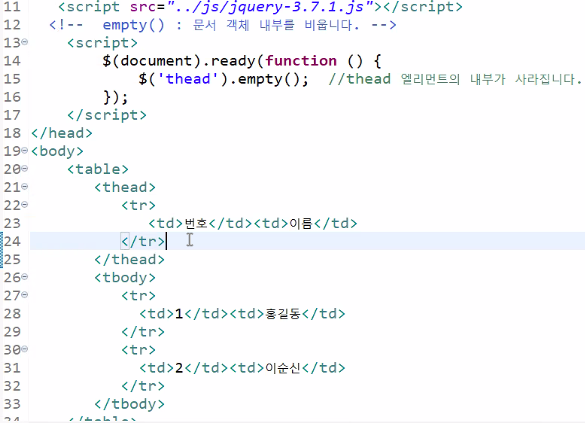 11 <script src="../js/jquery-3.7.1.js"></script>
12 <!--  empty() : 문서 객체 내부를 비웁니다. -->
13 <script>
14 $(document).ready(function () {
15 $('thead').empty();  //thead 엘리먼트의 내부가 사라집니다.
16 });
17 </script>
18 </head>
19 <body>
20 <table>
21 <thead>
22 <tr>
23 <td>번호</td><td>이름</td>
24 </tr>
25 </thead>
26 <tbody>
27 <tr>
28 <td>1</td><td>홍길동</td>
29 </tr>
30 <tr>
31 <td>2</td><td>이순신</td>
32 </tr>
33 </tbody>